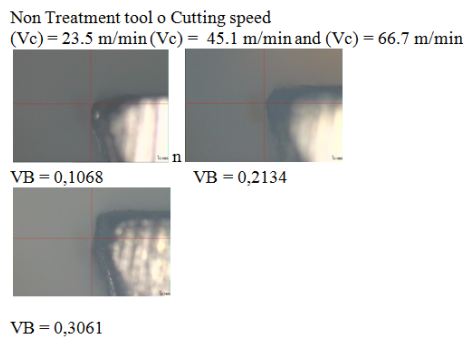 Non Treatment tool o Cutting speed
(Vc) = 23.5 m/min (Vc) = 45.1 m/min and (Vc) = 66.7 m/min
n
VB = 0,1068 VB = 0,2134
VB = 0,3061